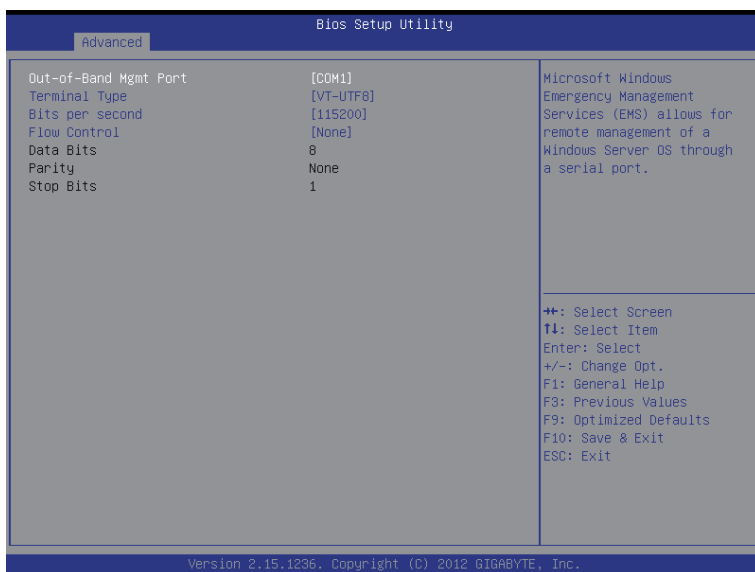 Bios Setup Utility
Advanced
Out-of-Band Mgmt Port [COM1]
Terminal Type [VT-UTF8]
Bits per second [115200]
Flow Control [None]
Data Bits 8
Parity None
Stop Bits 1
Microsoft Windows
Emergency Management
Services (EMS) allows for
remote management of a
Windows Server OS through
a serial port.
→←: Select Screen
↑↓: Select Item
Enter: Select
+/-: Change Opt.
F1: General Help
F3: Previous Values
F9: Optimized Defaults
F10: Save & Exit
ESC: Exit
Version 2.15.1236. Copyright (C) 2012 GIGABYTE, Inc.